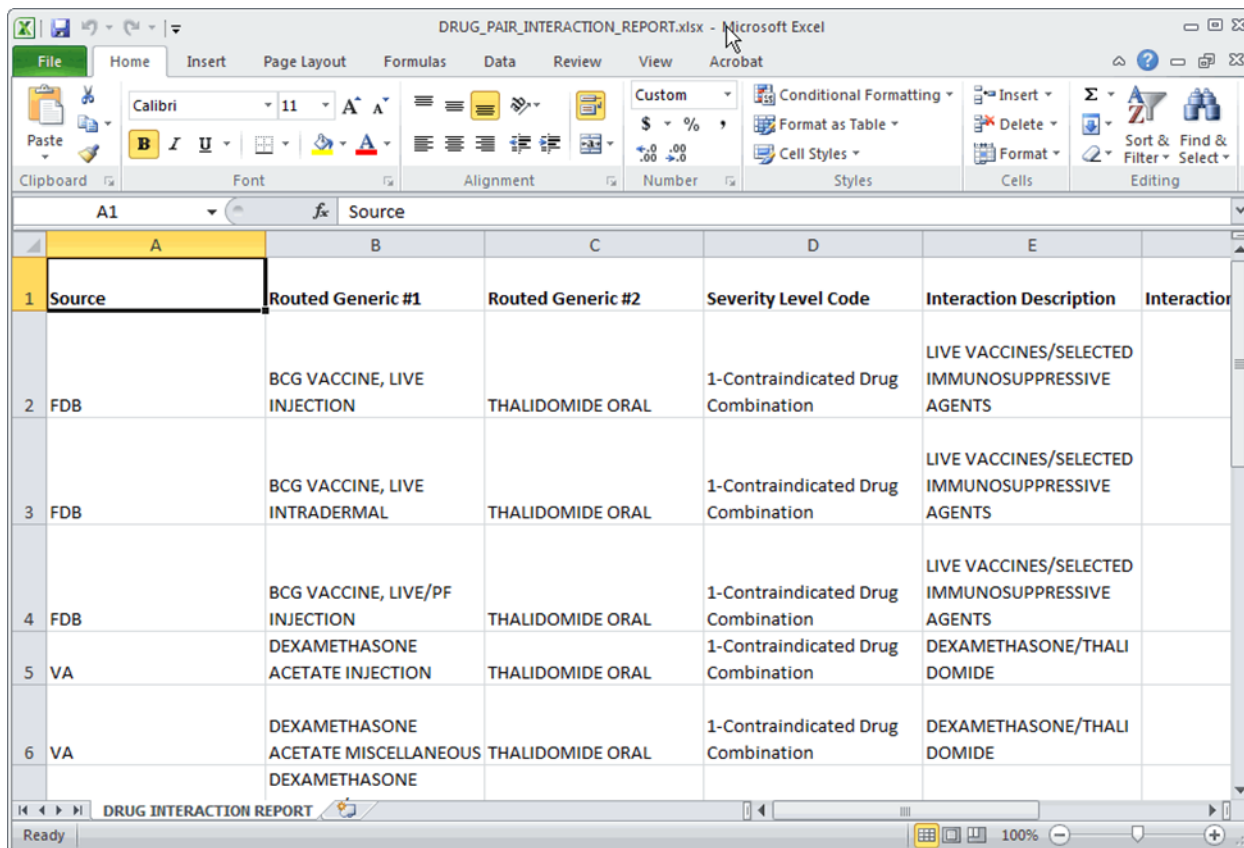 DRUG_PAIR_INTERACTION_REPORT.xlsx - Microsoft Excel
File Home Insert Page Layout Formulas Data Review View Acrobat
Calibri 11 A A Custom Conditional Formatting Insert Σ
Paste B I U A $ % , Format as Table Delete Sort & Find &
.0 .00 .00 .0 Cell Styles Format Filter Select
Clipboard Font Alignment Number Styles Cells Editing
A1 fx Source
A B C D E
1 Source Routed Generic #1 Routed Generic #2 Severity Level Code Interaction Description Interaction
LIVE VACCINES/SELECTED
BCG VACCINE, LIVE 1-Contraindicated Drug IMMUNOSUPPRESSIVE
2 FDB INJECTION THALIDOMIDE ORAL Combination AGENTS
LIVE VACCINES/SELECTED
BCG VACCINE, LIVE 1-Contraindicated Drug IMMUNOSUPPRESSIVE
3 FDB INTRADERMAL THALIDOMIDE ORAL Combination AGENTS
LIVE VACCINES/SELECTED
BCG VACCINE, LIVE/PF 1-Contraindicated Drug IMMUNOSUPPRESSIVE
4 FDB INJECTION THALIDOMIDE ORAL Combination AGENTS
DEXAMETHASONE 1-Contraindicated Drug DEXAMETHASONE/THALI
5 VA ACETATE INJECTION THALIDOMIDE ORAL Combination DOMIDE
DEXAMETHASONE 1-Contraindicated Drug DEXAMETHASONE/THALI
6 VA ACETATE MISCELLANEOUS THALIDOMIDE ORAL Combination DOMIDE
DEXAMETHASONE
DRUG INTERACTION REPORT
Ready 100%